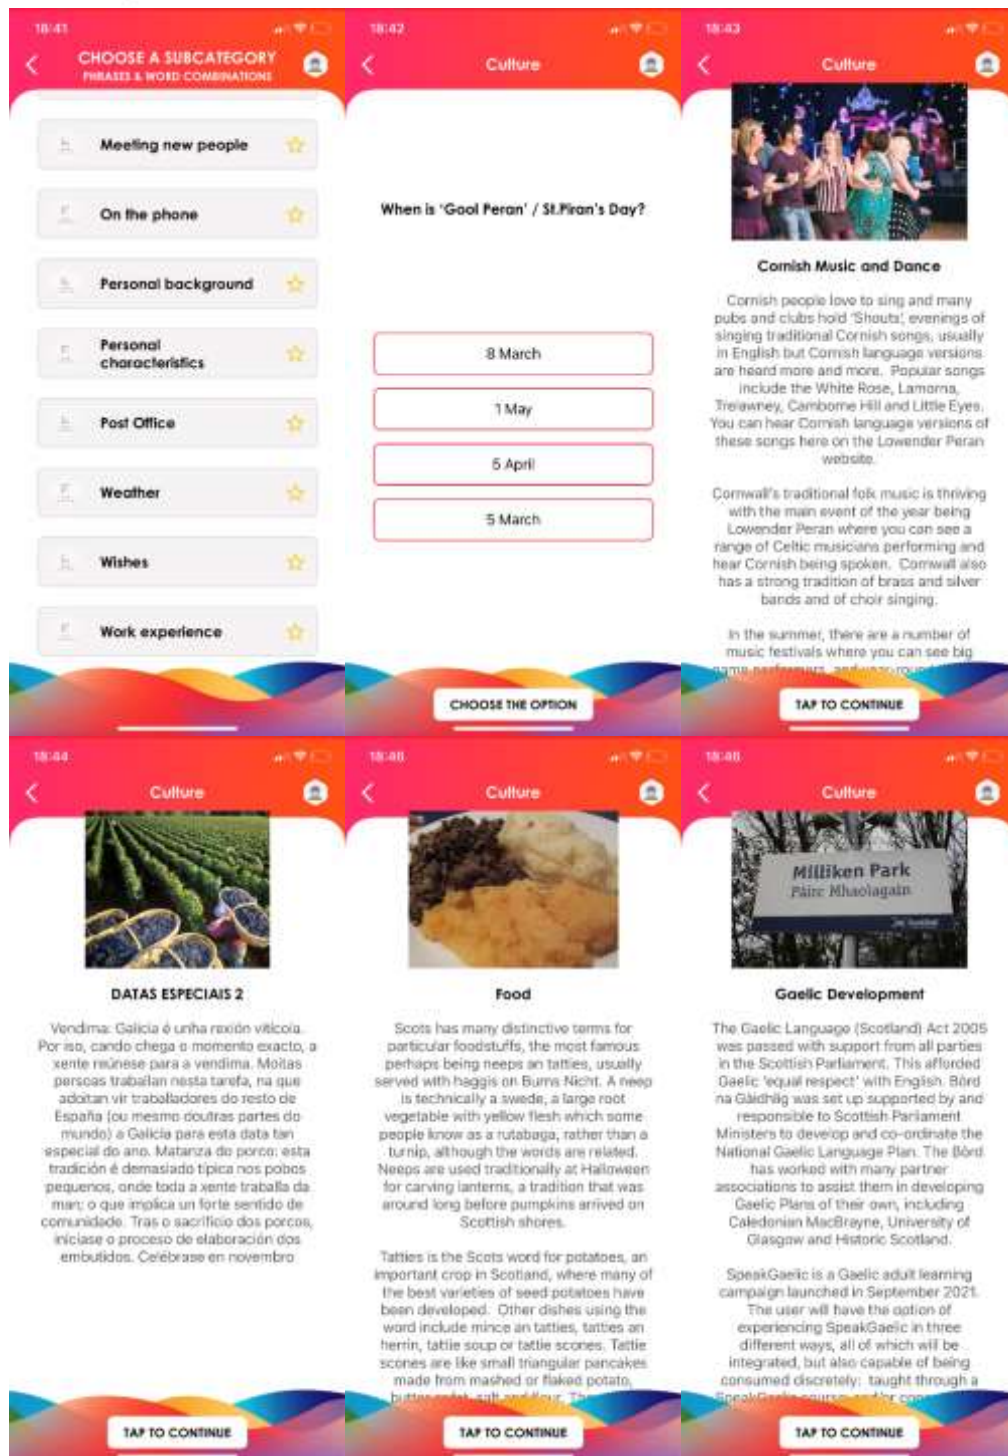 18:41
CHOOSE A SUBCATEGORY
PHRASES & WORD COMBINATIONS
Meeting new people
On the phone
Personal background
Personal
characteristics
Post Office
Weather
Wishes
Work experience
18:42
Culture
When is ‘Gool Peran’ / St.Piran’s Day?
8 March
1 May
5 April
5 March
CHOOSE THE OPTION
18:43
Culture
Cornish Music and Dance
Cornish people love to sing and many
pubs and clubs hold ‘Shouts’, evenings of
singing traditional Cornish songs, usually
in English but Cornish language versions
are heard more and more. Popular songs
include the White Rose, Lamorna,
Trelawney, Camborne Hill and Little Eyes.
You can hear Cornish language versions of
these songs here on the Lowender Peran
website.
Cornwall’s traditional folk music is thriving
with the main event of the year being
Lowender Peran where you can see a
range of Celtic musicians performing and
hear Cornish being spoken. Cornwall also
has a strong tradition of brass and silver
bands and of choir singing.
In the summer, there are a number of
music festivals where you can see big
name performers, and year-round
TAP TO CONTINUE
18:44
Culture
DATAS ESPECIAIS 2
Vendima: Galicia é unha rexión vitícola.
Por iso, cando chega o momento exacto, a
xente reúnese para a vendima. Moitas
persoas traballan nesta tarefa, na que
adoitan vir traballadores do resto de
España (ou mesmo doutras partes do
mundo) a Galicia para esta data tan
especial do ano. Matanza do porco: esta
tradición é demasiado típica nos pobos
pequenos, onde toda a xente traballa da
man; o que implica un forte sentido de
comunidade. Tras o sacrificio dos porcos,
iníciase o proceso de elaboración dos
embutidos. Celébrase en novembro
TAP TO CONTINUE
18:46
Culture
Food
Scots has many distinctive terms for
particular foodstuffs, the most famous
perhaps being neeps an tatties, usually
served with haggis on Burns Nicht. A neep
is technically a swede, a large root
vegetable with yellow flesh which some
people know as a rutabaga, rather than a
turnip, although the words are related.
Neeps are used traditionally at Halloween
for carving lanterns, a tradition that was
around long before pumpkins arrived on
Scottish shores.
Tatties is the Scots word for potatoes, an
important crop in Scotland, where many of
the best varieties of seed potatoes have
been developed. Other dishes using the
word include mince an tatties, tatties an
herrin, tattie soup or tattie scones. Tattie
scones are like small triangular pancakes
made from mashed or flaked potato,
salt and flour.
TAP TO CONTINUE
18:46
Culture
Milliken Park
Pàirc Mhaolagain
Gaelic Development
The Gaelic Language (Scotland) Act 2005
was passed with support from all parties
in the Scottish Parliament. This afforded
Gaelic ‘equal respect’ with English. Bòrd
na Gàidhlig was set up supported by and
responsible to Scottish Parliament
Ministers to develop and co-ordinate the
National Gaelic Language Plan. The Bòrd
has worked with many partner
associations to assist them in developing
Gaelic Plans of their own, including
Caledonian MacBrayne, University of
Glasgow and Historic Scotland.
SpeakGaelic is a Gaelic adult learning
campaign launched in September 2021.
The user will have the option of
experiencing SpeakGaelic in three
different ways, all of which will be
integrated, but also capable of being
consumed discretely: taught through a
SpeakGaelic course
TAP TO CONTINUE